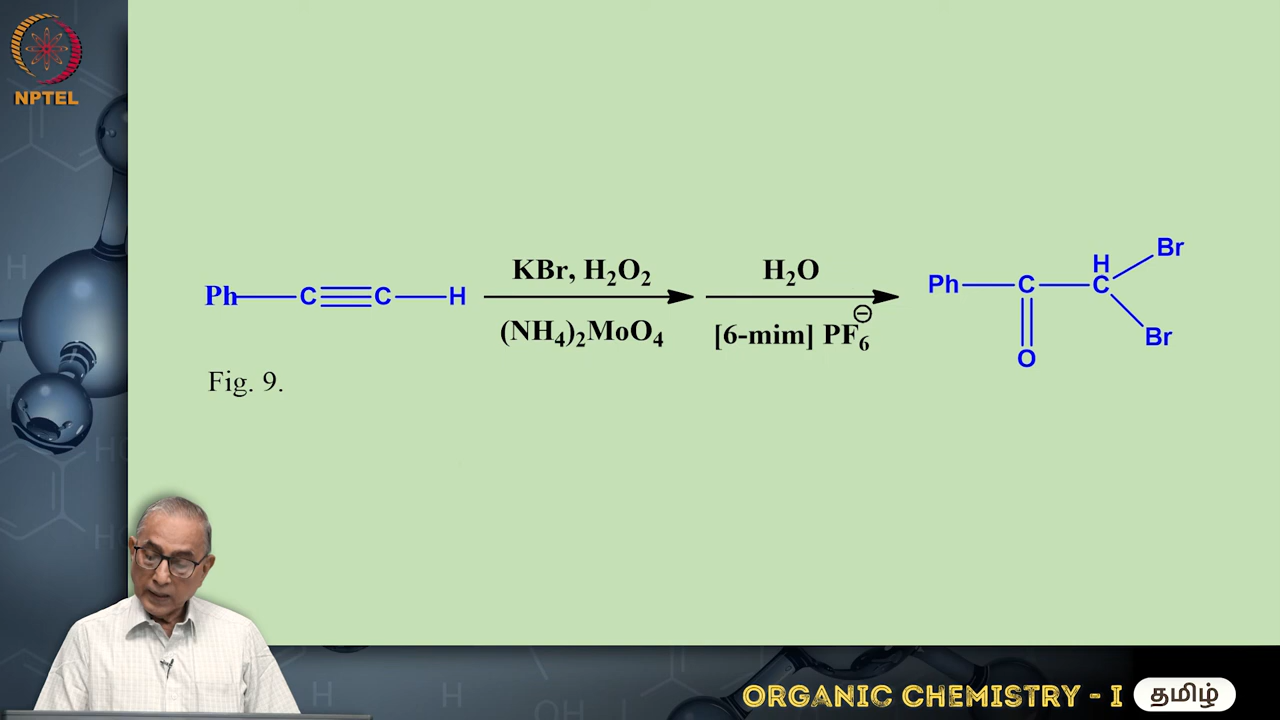 NPTEL
KBr, H₂O₂
H₂O
Ph—C≡C—H
(NH₄)₂MoO₄
[6-mim] PF₆⊖
Ph
C
H
C
Br
Br
O
Fig. 9.
ORGANIC CHEMISTRY - I தமிழ்